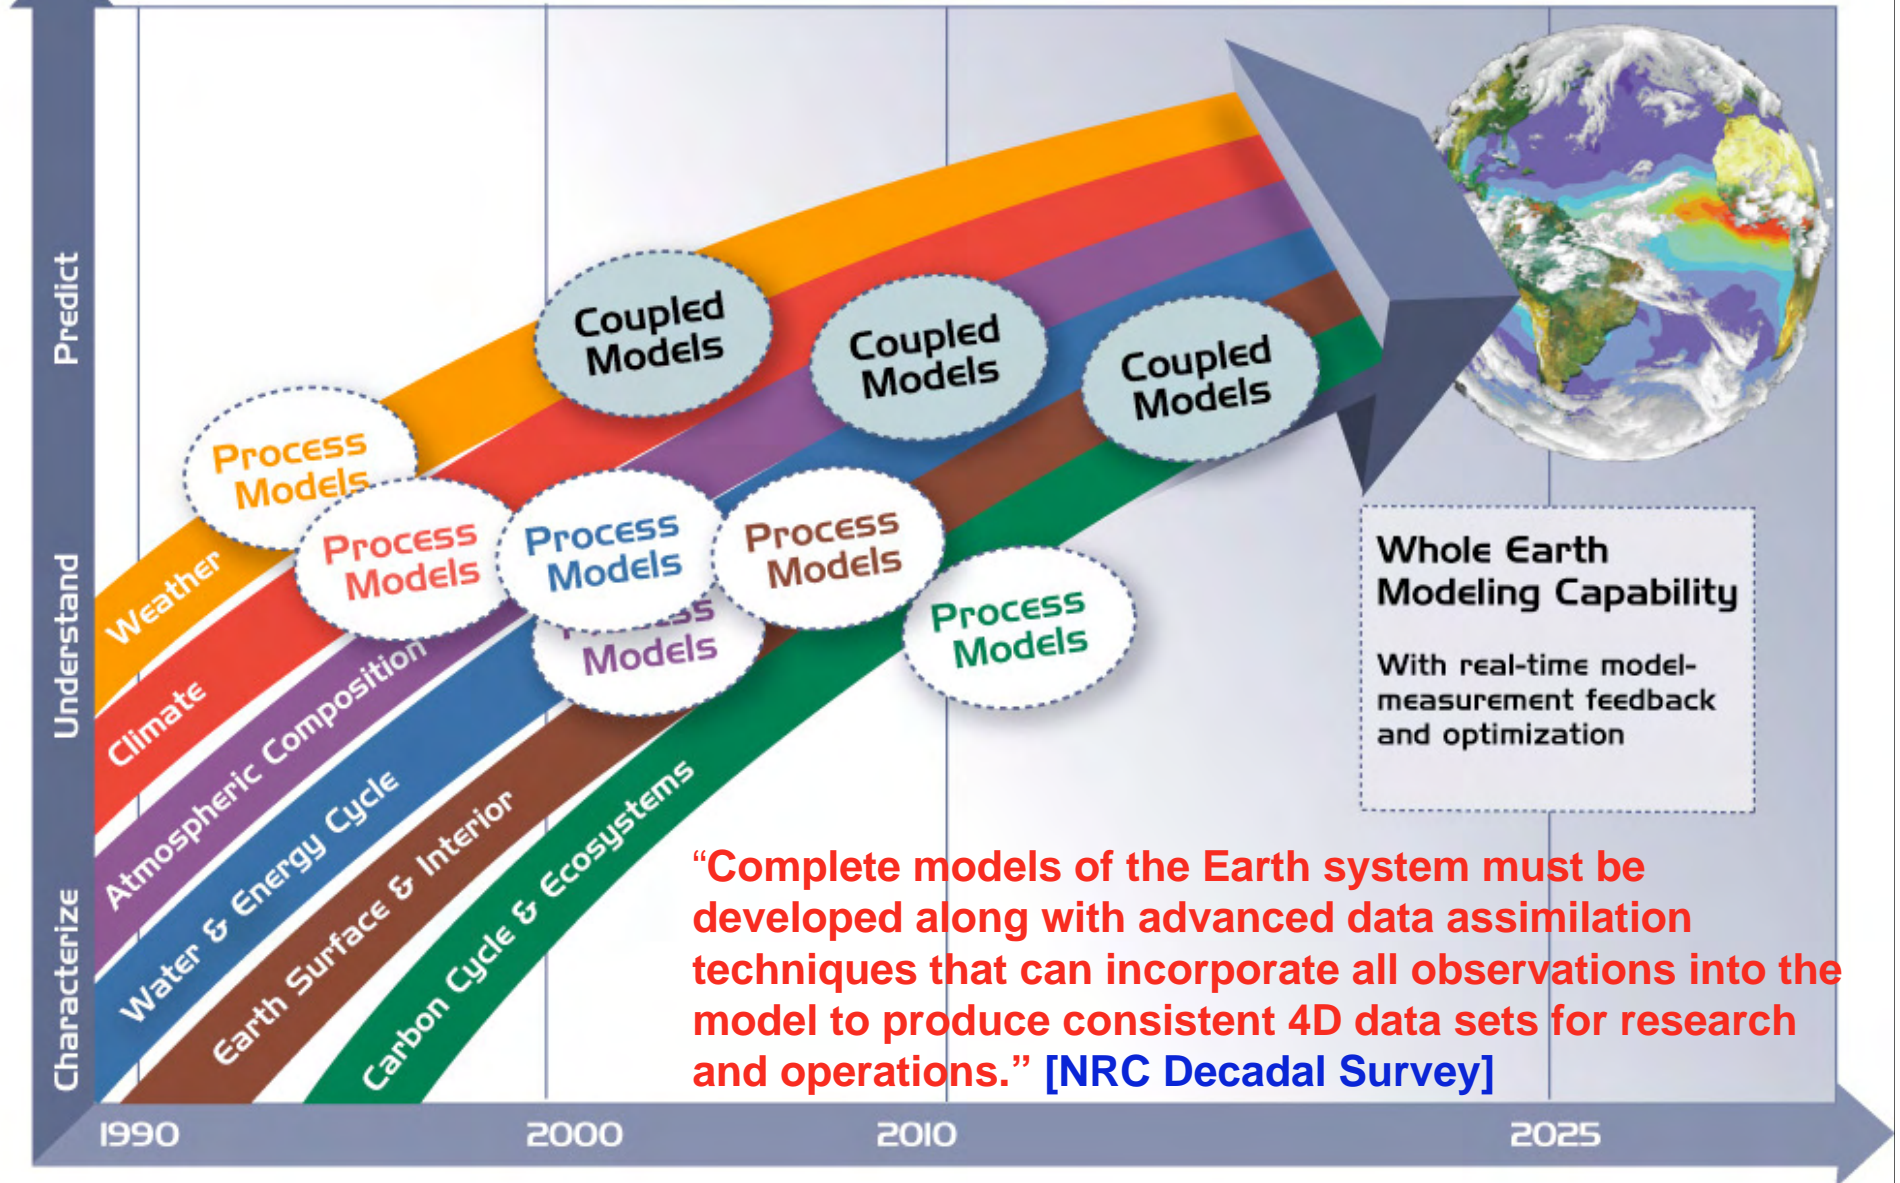 Predict
Understand
Characterize
Coupled
Models
Coupled
Models
Coupled
Models
Process
Models
Process
Models
Process
Models
Process
Models
Models
Process
Models
Weather
Climate
Atmospheric Composition
Water & Energy Cycle
Earth Surface & Interior
Carbon Cycle & Ecosystems
Whole Earth
Modeling Capability
With real-time model-
measurement feedback
and optimization
“Complete models of the Earth system must be
developed along with advanced data assimilation
techniques that can incorporate all observations into the
model to produce consistent 4D data sets for research
and operations.” [NRC Decadal Survey]
1990
2000
2010
2025